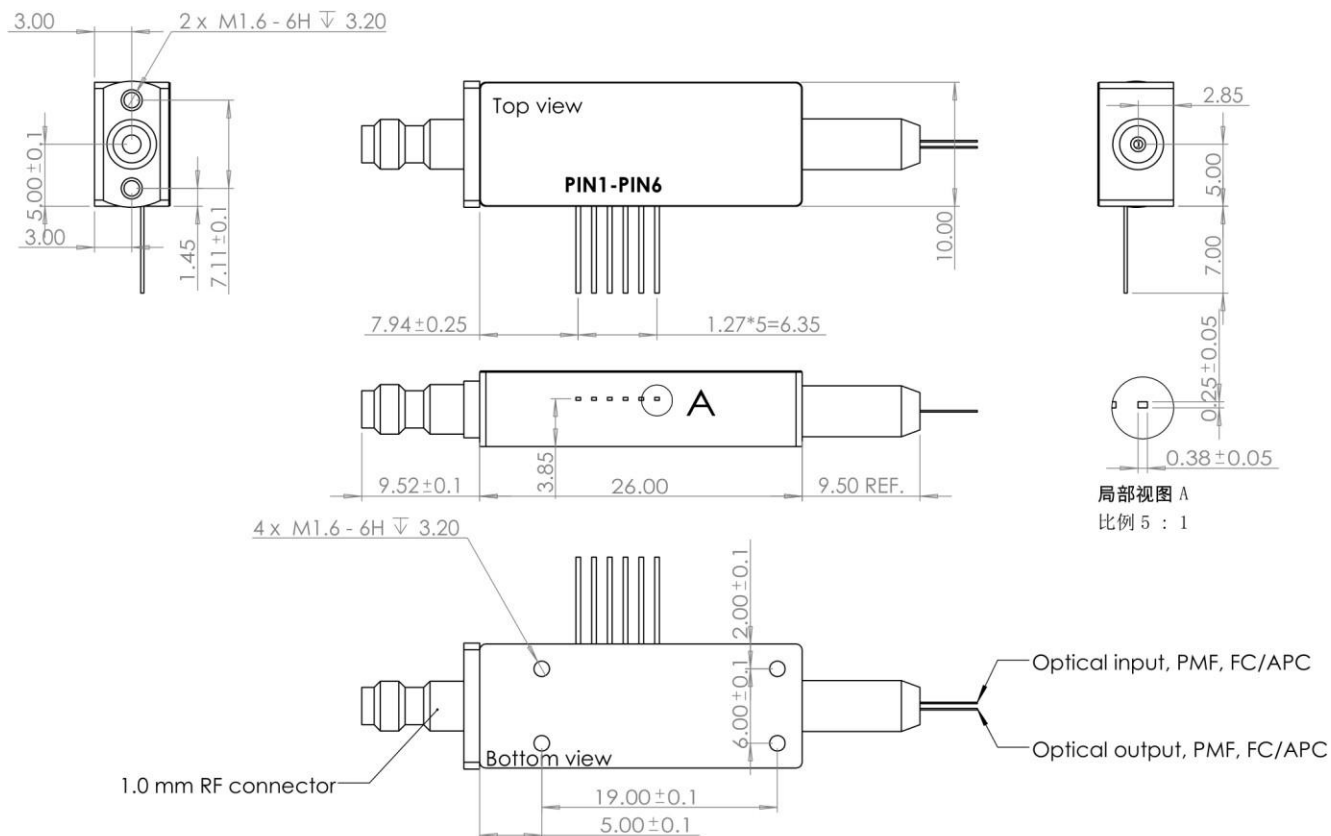 3.00
2 x M1.6 - 6H ↧ 3.20
5.00±0.1
3.00
1.45
7.11±0.1
Top view
PIN1-PIN6
10.00
7.94±0.25
1.27*5=6.35
2.85
5.00
7.00
A
3.85
9.52±0.1
26.00
9.50 REF.
0.25±0.05
0.38±0.05
局部视图 A
比例 5 : 1
4 x M1.6 - 6H ↧ 3.20
2.00±0.1
6.00±0.1
Bottom view
1.0 mm RF connector
19.00±0.1
5.00±0.1
Optical input, PMF, FC/APC
Optical output, PMF, FC/APC